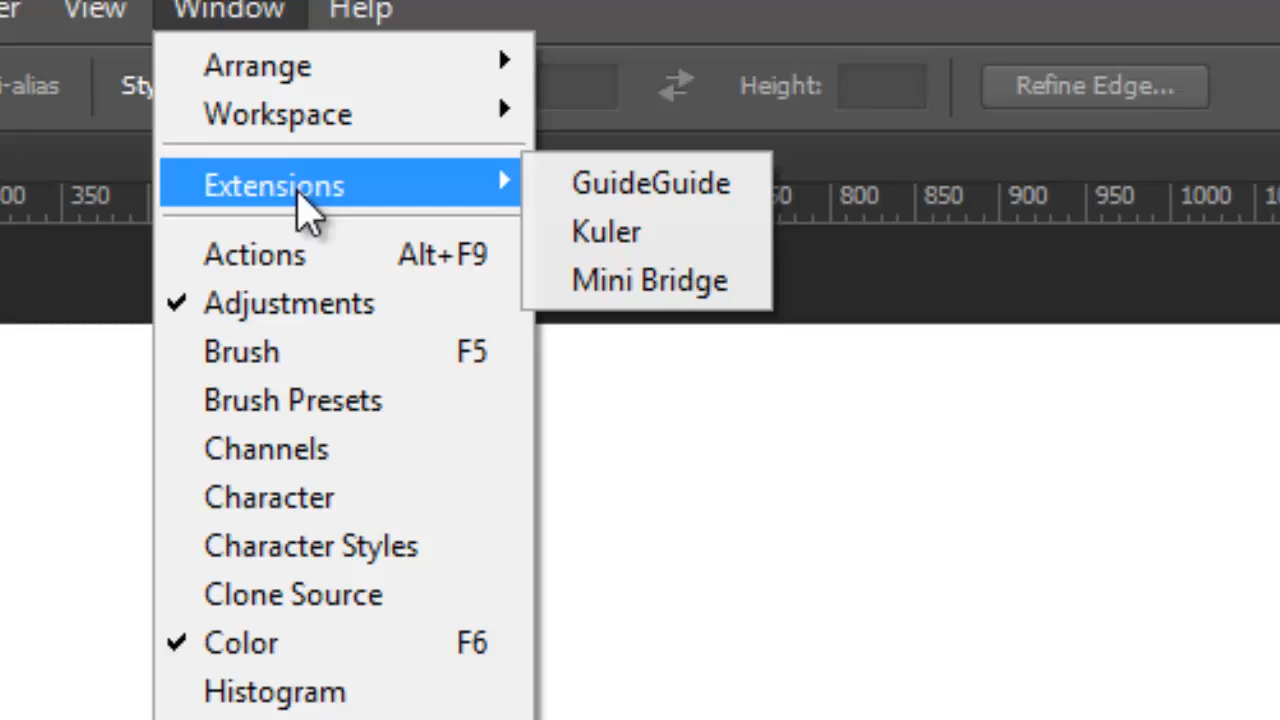 er View Window Help
-alias Sty Height: Refine Edge...
Arrange
Workspace
Extensions
GuideGuide
Kuler
Mini Bridge
00 350 50 800 850 900 950 1000 1
Actions Alt+F9
Adjustments
Brush F5
Brush Presets
Channels
Character
Character Styles
Clone Source
Color F6
Histogram